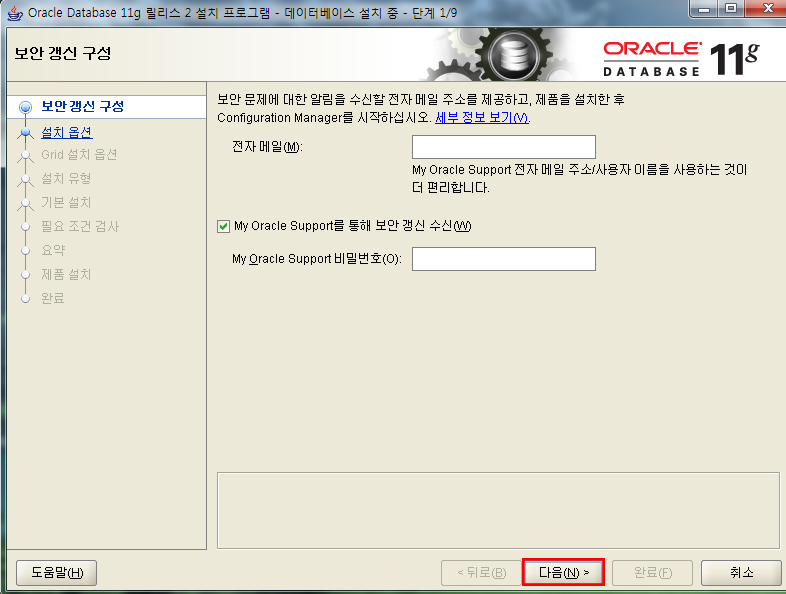 Oracle Database 11g 릴리스 2 설치 프로그램 - 데이터베이스 설치 중 - 단계 1/9
보안 갱신 구성
ORACLE
DATABASE
11g
보안 갱신 구성
설치 옵션
Grid 설치 옵션
설치 유형
기본 설치
필요 조건 검사
요약
제품 설치
완료
보안 문제에 대한 알림을 수신할 전자 메일 주소를 제공하고, 제품을 설치한 후
Configuration Manager를 시작하십시오. 세부 정보 보기(V).
전자 메일(M):
My Oracle Support 전자 메일 주소/사용자 이름을 사용하는 것이
더 편리합니다.
My Oracle Support를 통해 보안 갱신 수신(W)
My Oracle Support 비밀번호(O):
도움말(H)
< 뒤로(B)
다음(N) >
완료(F)
취소